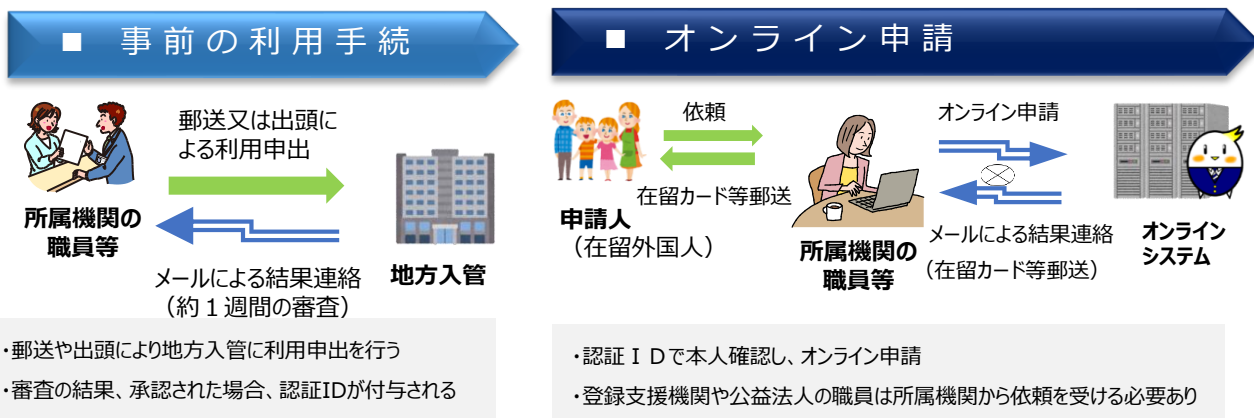 ■ 事前の利用手続
郵送又は出頭に
よる利用申出
所属機関の
職員等
メールによる結果連絡
(約1週間の審査)
地方入管
・郵送や出頭により地方入管に利用申出を行う
・審査の結果、承認された場合、認証IDが付与される
■ オンライン申請
依頼
在留カード等郵送
申請人
(在留外国人)
所属機関の
職員等
オンライン申請
メールによる結果連絡
(在留カード等郵送)
オンライン
システム
・認証IDで本人確認し、オンライン申請
・登録支援機関や公益法人の職員は所属機関から依頼を受ける必要あり